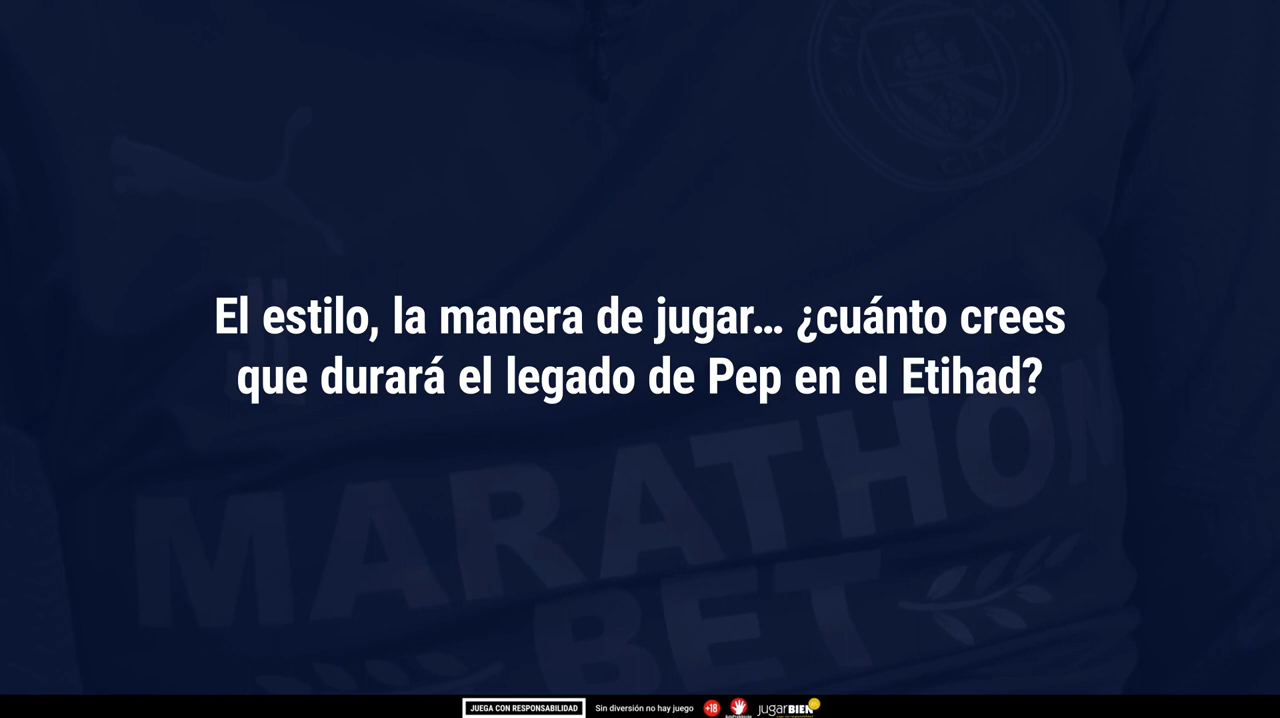 CITY
El estilo, la manera de jugar... ¿cuánto crees
que durará el legado de Pep en el Etihad?
MARATHON
BET
JUEGA CON RESPONSABILIDAD
Sin diversión no hay juego
+18
jugarBIEN